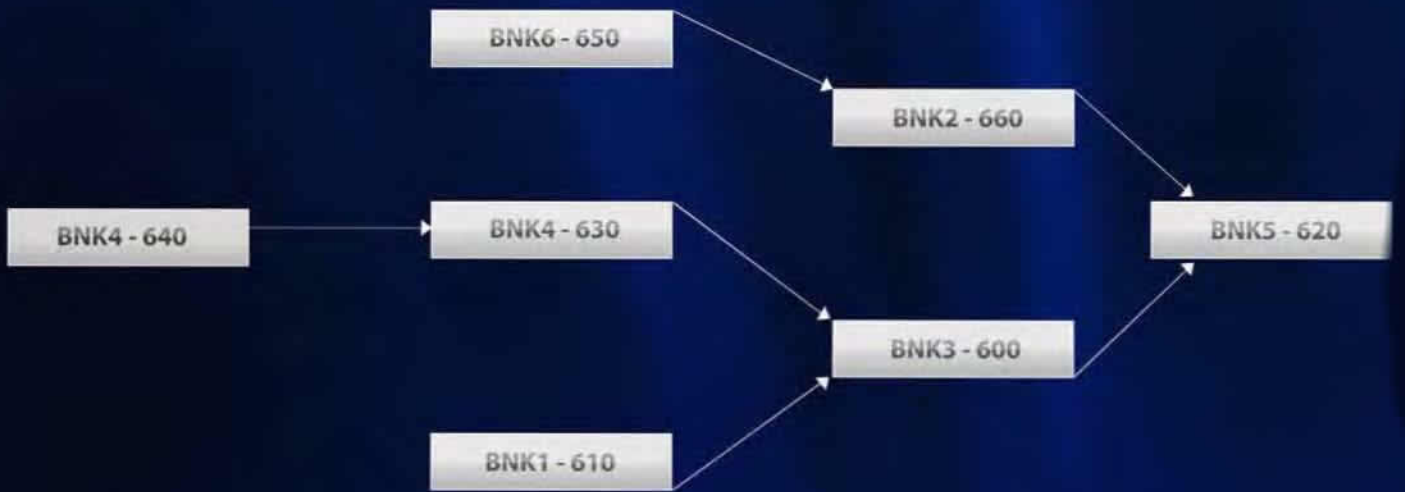 BNK6 - 650
BNK2 - 660
BNK4 - 640
BNK4 - 630
BNK5 - 620
BNK3 - 600
BNK1 - 610